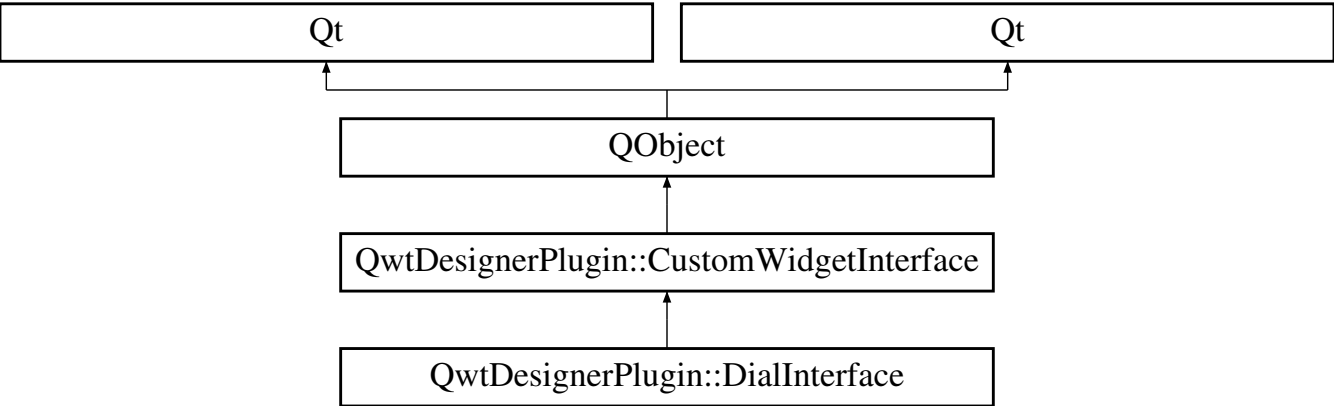 Qt
Qt
QObject
QwtDesignerPlugin::CustomWidgetInterface
QwtDesignerPlugin::DialInterface